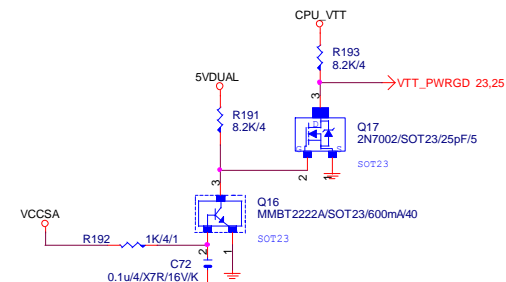 CPU_VTT
R193
8.2K/4
VTT_PWRGD 23,25
5VDUAL
R191
8.2K/4
3
D
G
S
Q17
2N7002/SOT23/25pF/5
SOT23
2
1
3
Q16
MMBT2222A/SOT23/600mA/40
SOT23
VCCSA
R192
1K/4/1
2
1
C72
0.1u/4/X7R/16V/K